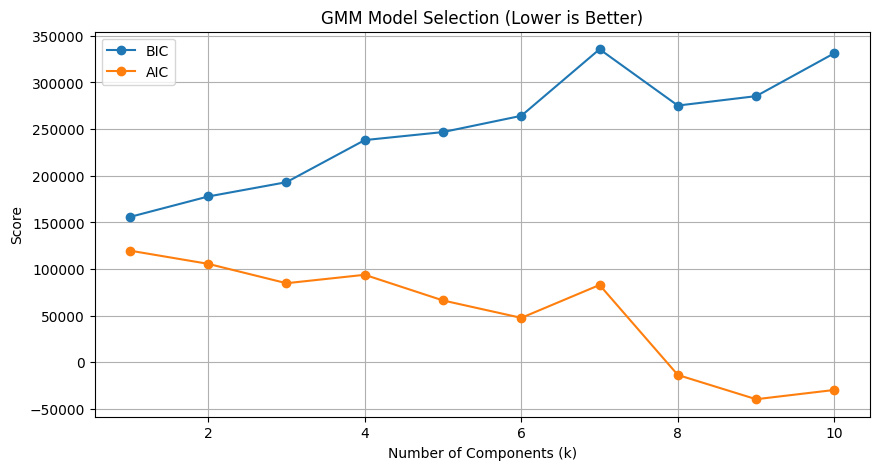 GMM Model Selection (Lower is Better)
BIC
AIC
350000
300000
250000
200000
150000
100000
50000
0
−50000
Score
2 4 6 8 10
Number of Components (k)